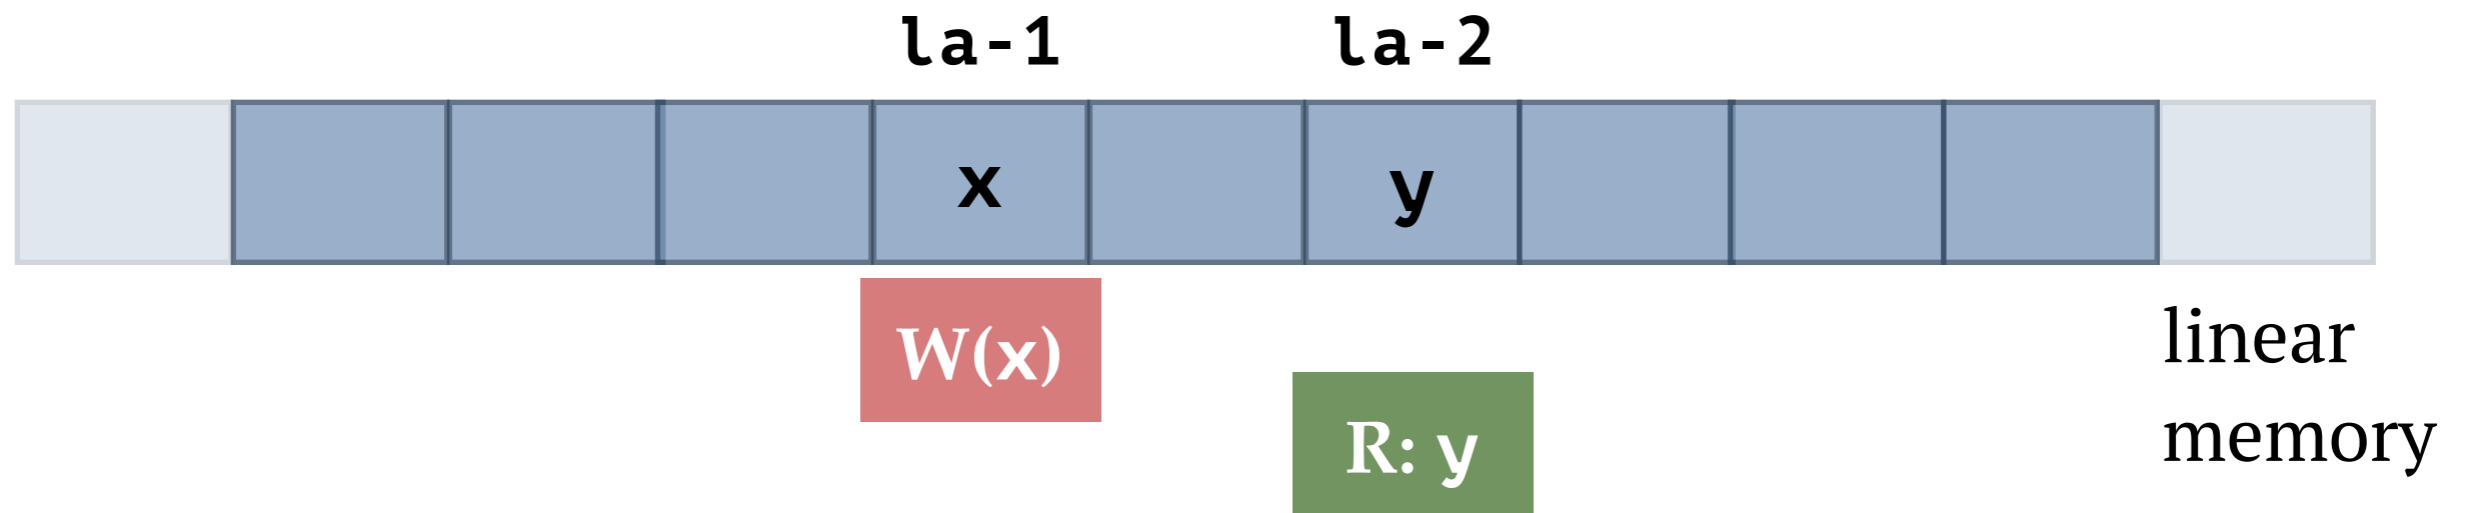 la-1 la-2
x y
W(x)
R: y
linear
memory